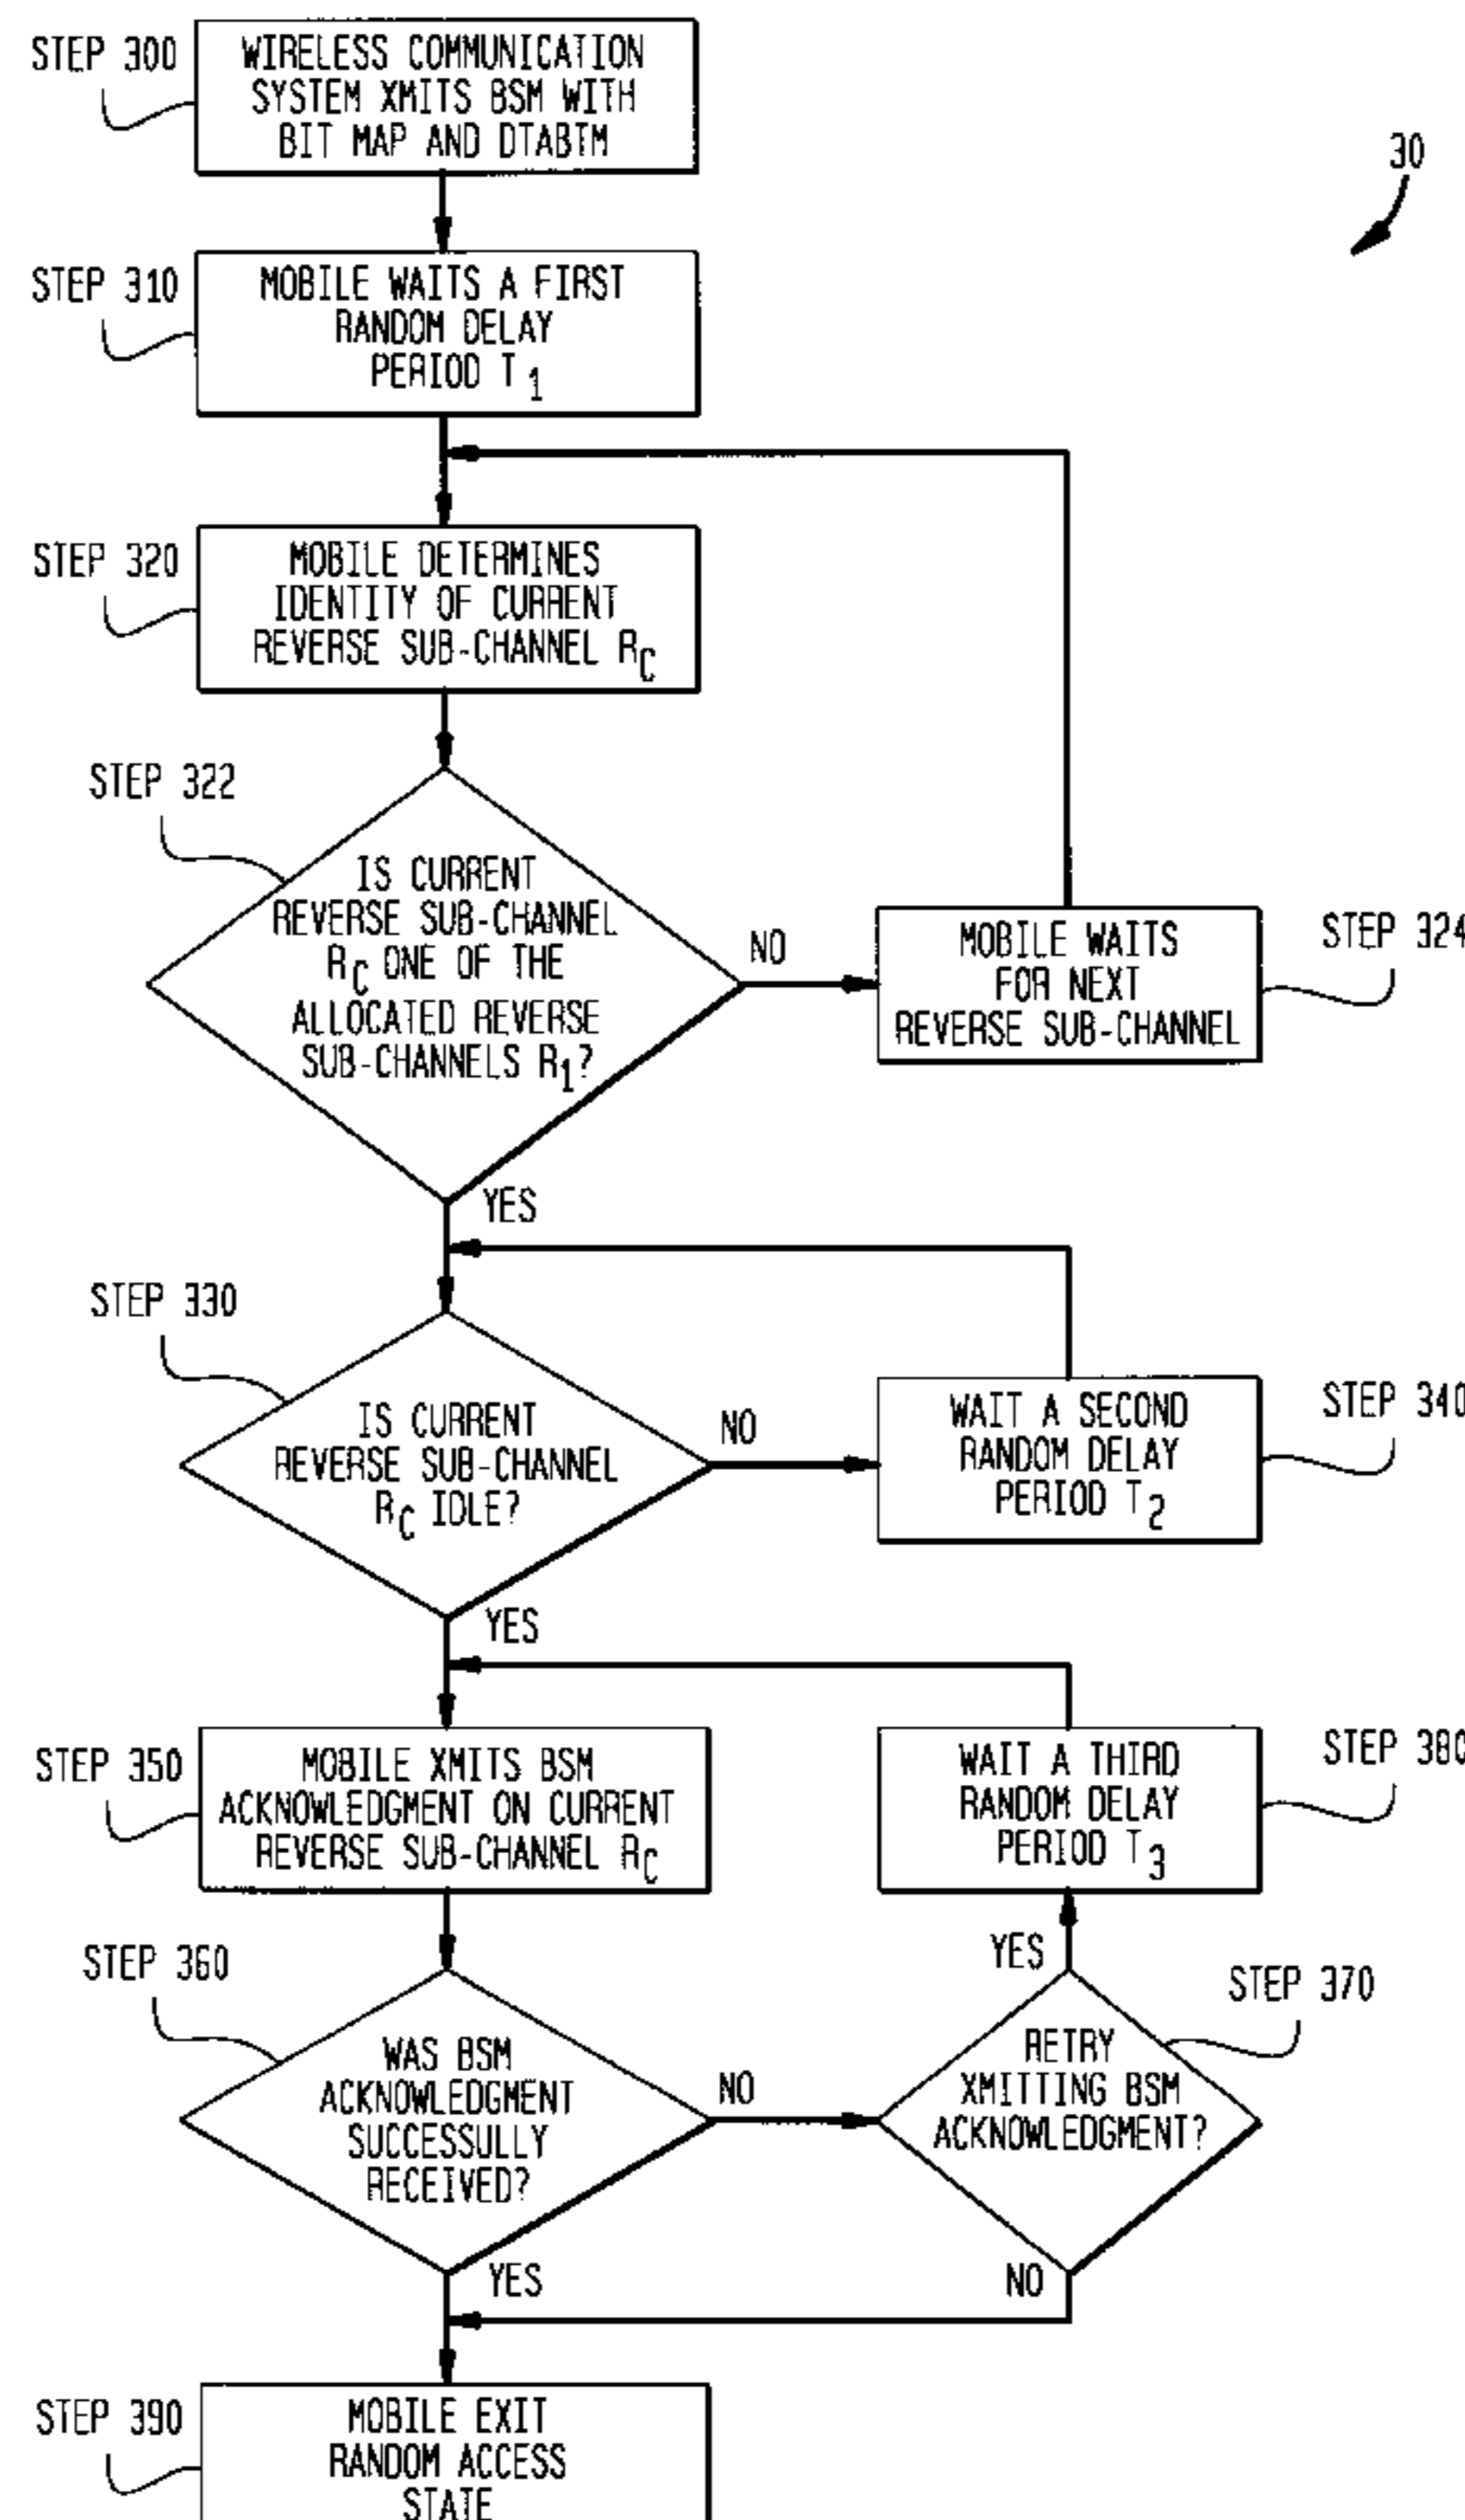 STEP 300
WIRELESS COMMUNICATION
SYSTEM XMITS BSM WITH
BIT MAP AND DTABTM
30
STEP 310
MOBILE WAITS A FIRST
RANDOM DELAY
PERIOD T1
STEP 320
MOBILE DETERMINES
IDENTITY OF CURRENT
REVERSE SUB-CHANNEL RC
STEP 322
IS CURRENT
REVERSE SUB-CHANNEL
RC ONE OF THE
ALLOCATED REVERSE
SUB-CHANNELS R1?
NO
MOBILE WAITS
FOR NEXT
REVERSE SUB-CHANNEL
STEP 324
YES
STEP 330
IS CURRENT
REVERSE SUB-CHANNEL
RC IDLE?
NO
WAIT A SECOND
RANDOM DELAY
PERIOD T2
STEP 340
YES
STEP 350
MOBILE XMITS BSM
ACKNOWLEDGMENT ON CURRENT
REVERSE SUB-CHANNEL RC
WAIT A THIRD
RANDOM DELAY
PERIOD T3
STEP 380
YES
STEP 360
WAS BSM
ACKNOWLEDGMENT
SUCCESSULLY
RECEIVED?
NO
STEP 370
RETRY
XMITTING BSM
ACKNOWLEDGMENT?
YES
NO
STEP 390
MOBILE EXIT
RANDOM ACCESS
STATE